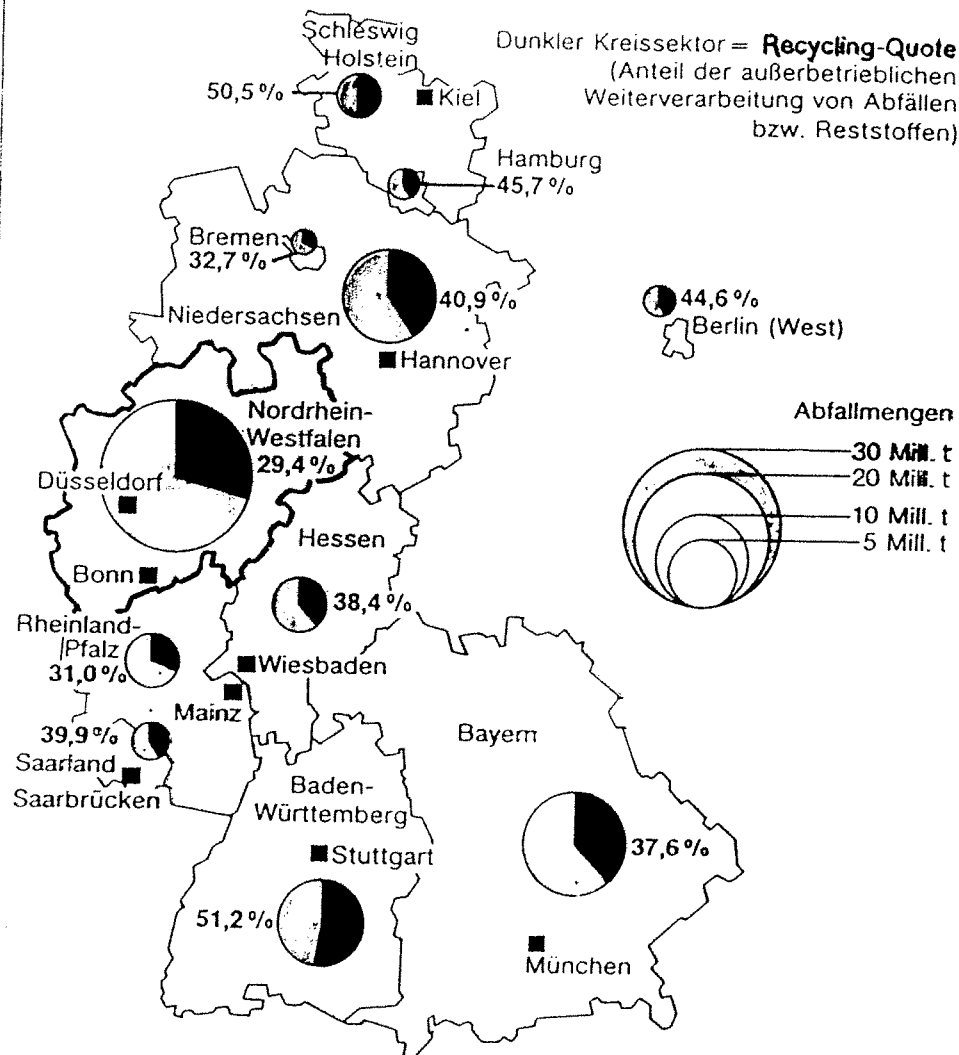 Schleswig
Holstein
50,5 %
Kiel
Dunkler Kreissektor = Recycling-Quote
(Anteil der außerbetrieblichen
Weiterverarbeitung von Abfällen
bzw. Reststoffen)
Hamburg
45,7 %
Bremen
32,7 %
40,9 %
Niedersachsen
Hannover
44,6 %
Berlin (West)
Nordrhein-
Westfalen
29,4 %
Düsseldorf
Bonn
Abfallmengen
30 Mill. t
20 Mill. t
10 Mill. t
5 Mill. t
Hessen
38,4 %
Wiesbaden
Rheinland-
Pfalz
31,0 %
Mainz
39,9 %
Saarland
Saarbrücken
Baden-
Württemberg
Stuttgart
51,2 %
Bayern
37,6 %
München